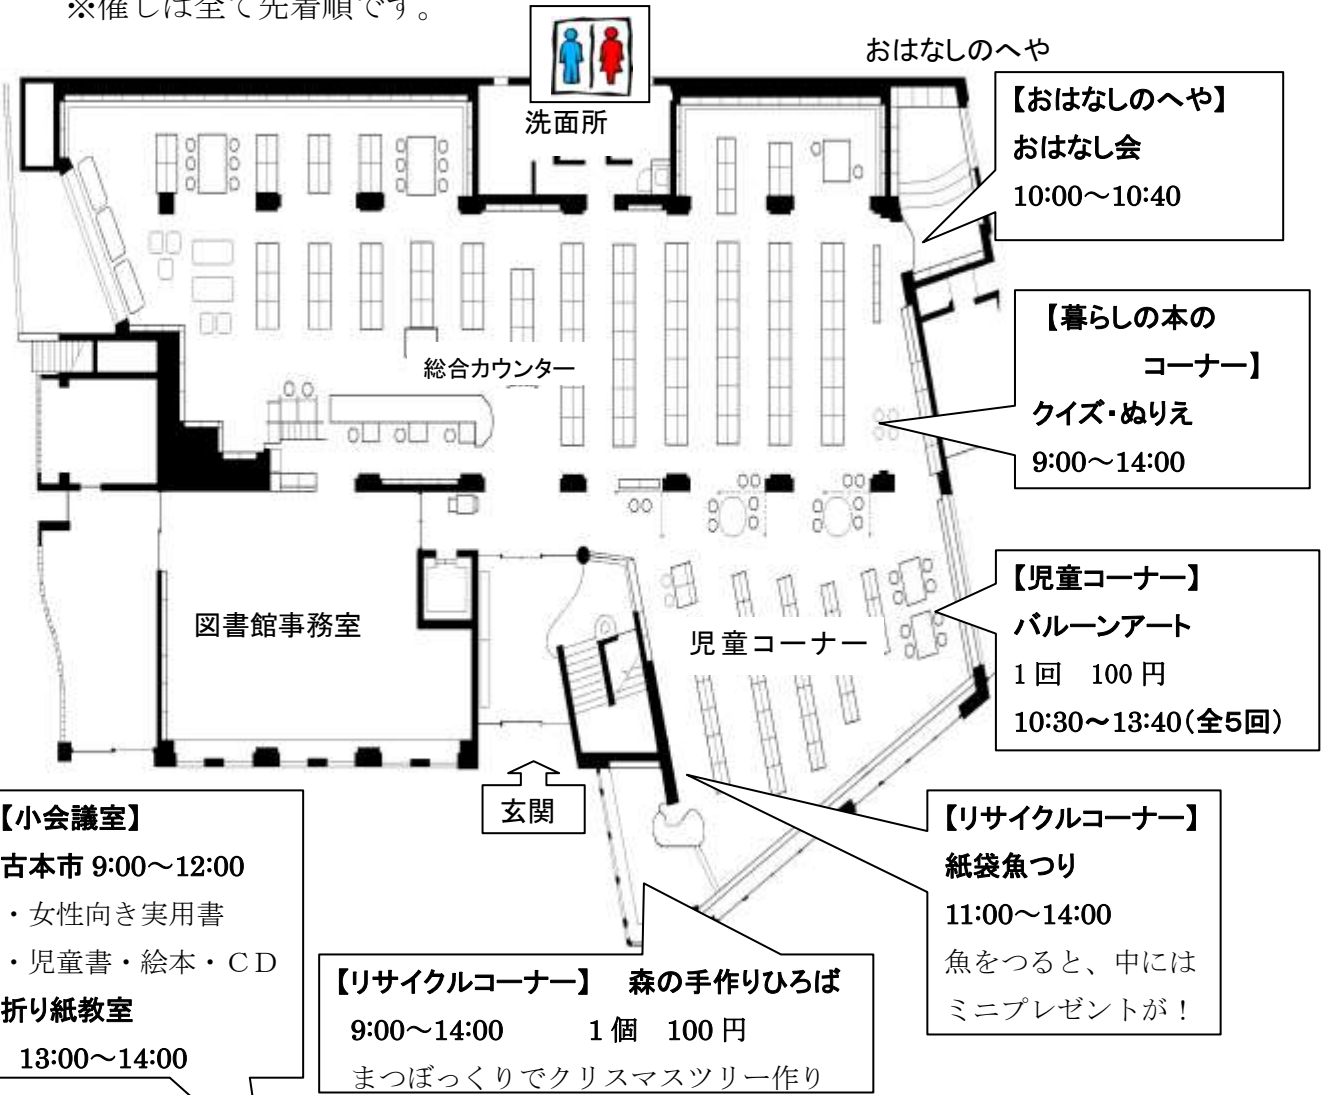 ※催しは全て先着順です。
おはなしのへや
洗面所
【おはなしのへや】
おはなし会
10:00～10:40
【暮らしの本の
コーナー】
クイズ・ぬりえ
9:00～14:00
総合カウンター
図書館事務室
児童コーナー
【児童コーナー】
バルーンアート
1回 100円
10:30～13:40(全5回)
玄関
【小会議室】
古本市 9:00～12:00
・女性向き実用書
・児童書・絵本・ＣＤ
折り紙教室
13:00～14:00
【リサイクルコーナー】 森の手作りひろば
9:00～14:00 1個 100円
まつぼっくりでクリスマスツリー作り
【リサイクルコーナー】
紙袋魚つり
11:00～14:00
魚をつると、中には
ミニプレゼントが！